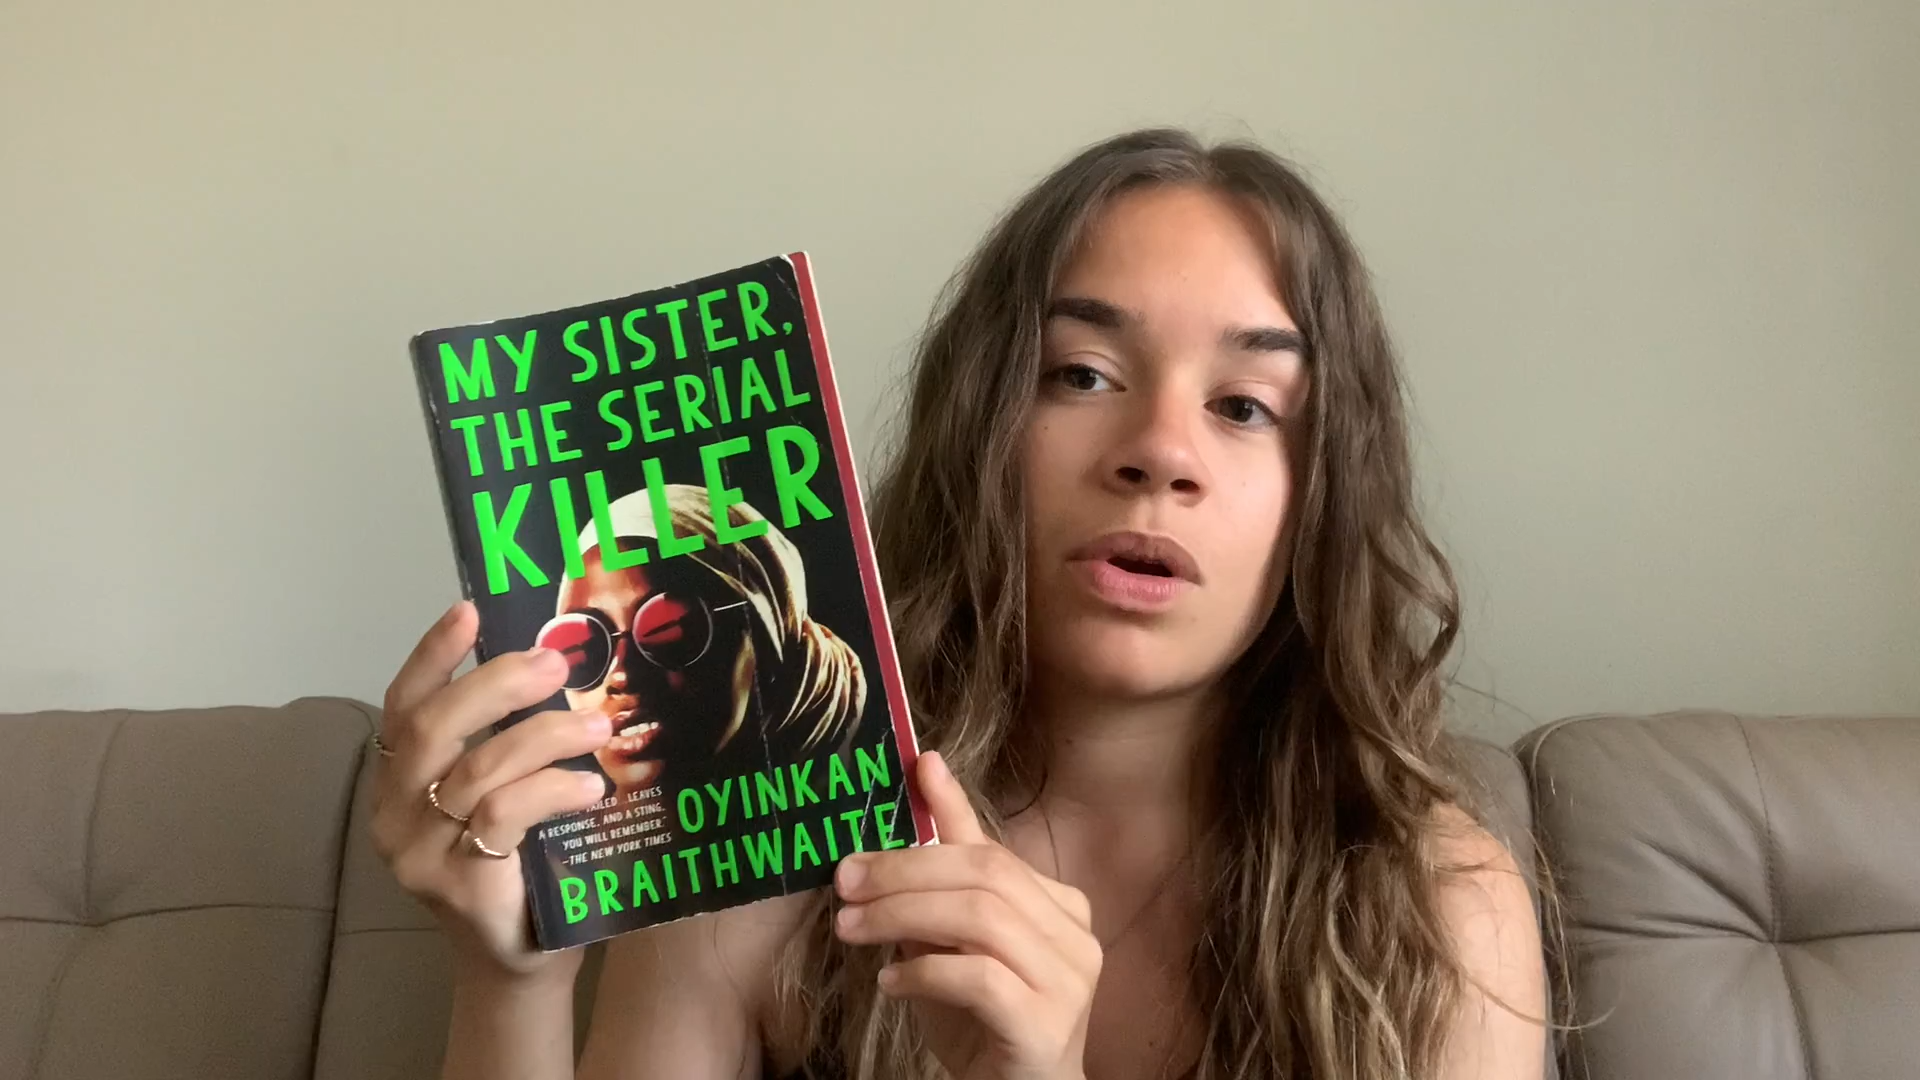 MY SISTER,
THE SERIAL
KILLER
LEAVES
A RESPONSE, AND A STING,
YOU WILL REMEMBER."
—THE NEW YORK TIMES
OYINKAN
BRAITHWAITE